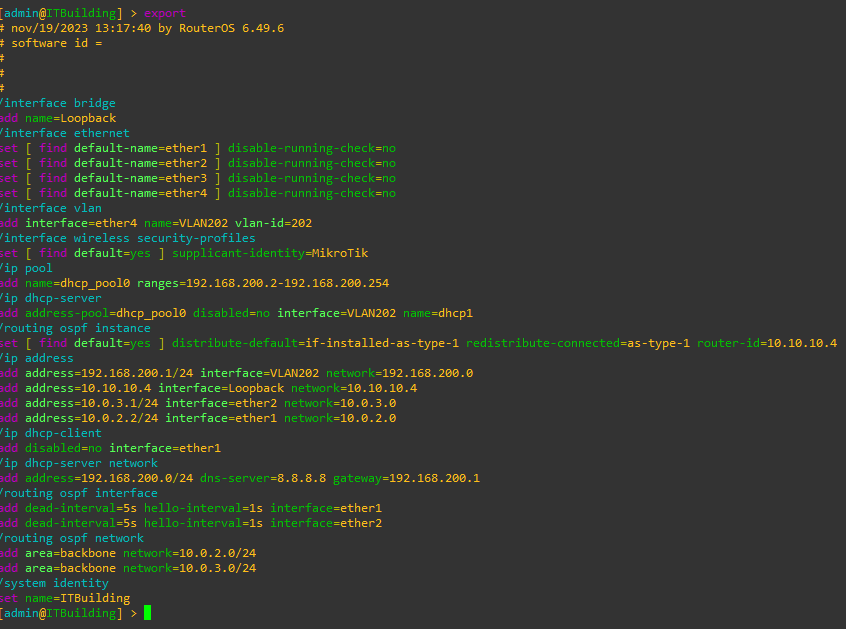 [admin@ITBuilding] > export
# nov/19/2023 13:17:40 by RouterOS 6.49.6
# software id =
#
#
#
/interface bridge
add name=Loopback
/interface ethernet
set [ find default-name=ether1 ] disable-running-check=no
set [ find default-name=ether2 ] disable-running-check=no
set [ find default-name=ether3 ] disable-running-check=no
set [ find default-name=ether4 ] disable-running-check=no
/interface vlan
add interface=ether4 name=VLAN202 vlan-id=202
/interface wireless security-profiles
set [ find default=yes ] supplicant-identity=MikroTik
/ip pool
add name=dhcp_pool0 ranges=192.168.200.2-192.168.200.254
/ip dhcp-server
add address-pool=dhcp_pool0 disabled=no interface=VLAN202 name=dhcp1
/routing ospf instance
set [ find default=yes ] distribute-default=if-installed-as-type-1 redistribute-connected=as-type-1 router-id=10.10.10.4
/ip address
add address=192.168.200.1/24 interface=VLAN202 network=192.168.200.0
add address=10.10.10.4 interface=Loopback network=10.10.10.4
add address=10.0.3.1/24 interface=ether2 network=10.0.3.0
add address=10.0.2.2/24 interface=ether1 network=10.0.2.0
/ip dhcp-client
add disabled=no interface=ether1
/ip dhcp-server network
add address=192.168.200.0/24 dns-server=8.8.8.8 gateway=192.168.200.1
/routing ospf interface
add dead-interval=5s hello-interval=1s interface=ether1
add dead-interval=5s hello-interval=1s interface=ether2
/routing ospf network
add area=backbone network=10.0.2.0/24
add area=backbone network=10.0.3.0/24
/system identity
set name=ITBuilding
[admin@ITBuilding] >